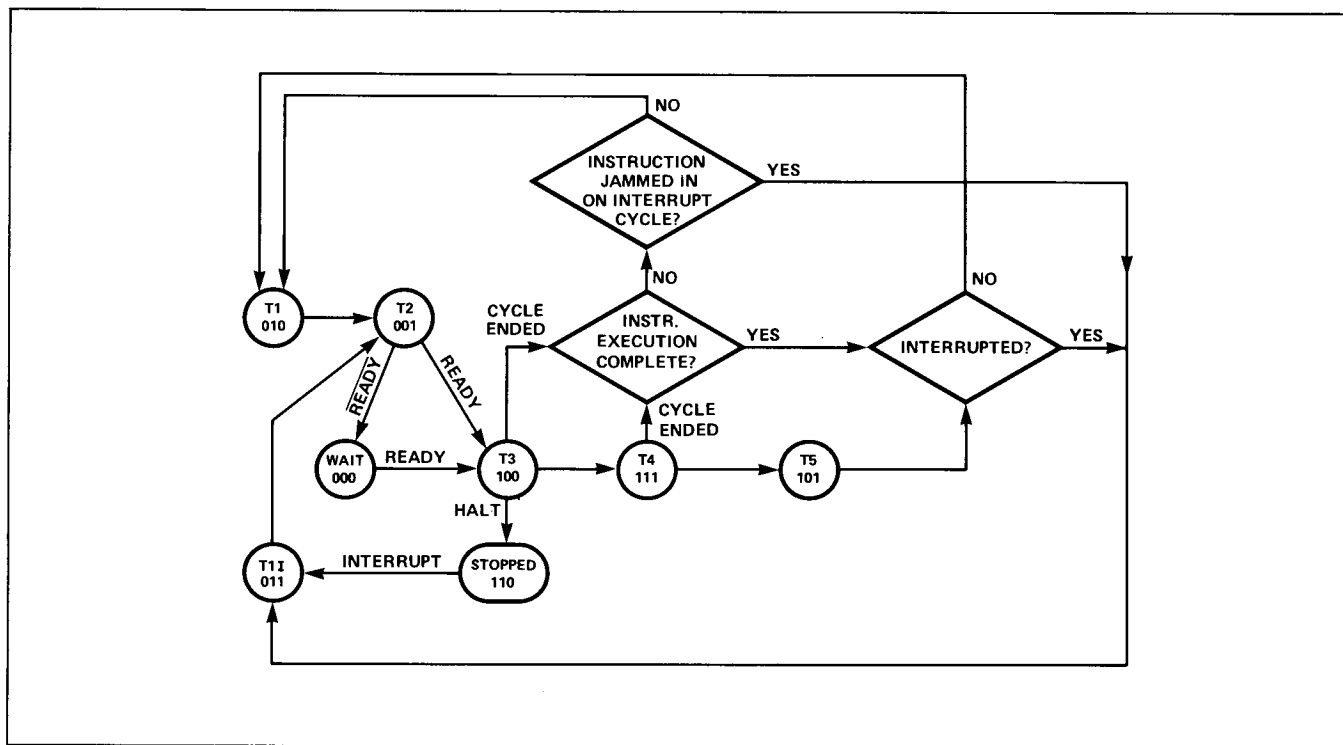 NO
INSTRUCTION
JAMMED IN
ON INTERRUPT
CYCLE?
YES
T1
010
T2
001
CYCLE
ENDED
NO
INSTR.
EXECUTION
COMPLETE?
YES
NO
INTERRUPTED?
YES
READY
READY
CYCLE
ENDED
WAIT
000
READY
T3
100
T4
111
T5
101
HALT
T1I
011
INTERRUPT
STOPPED
110